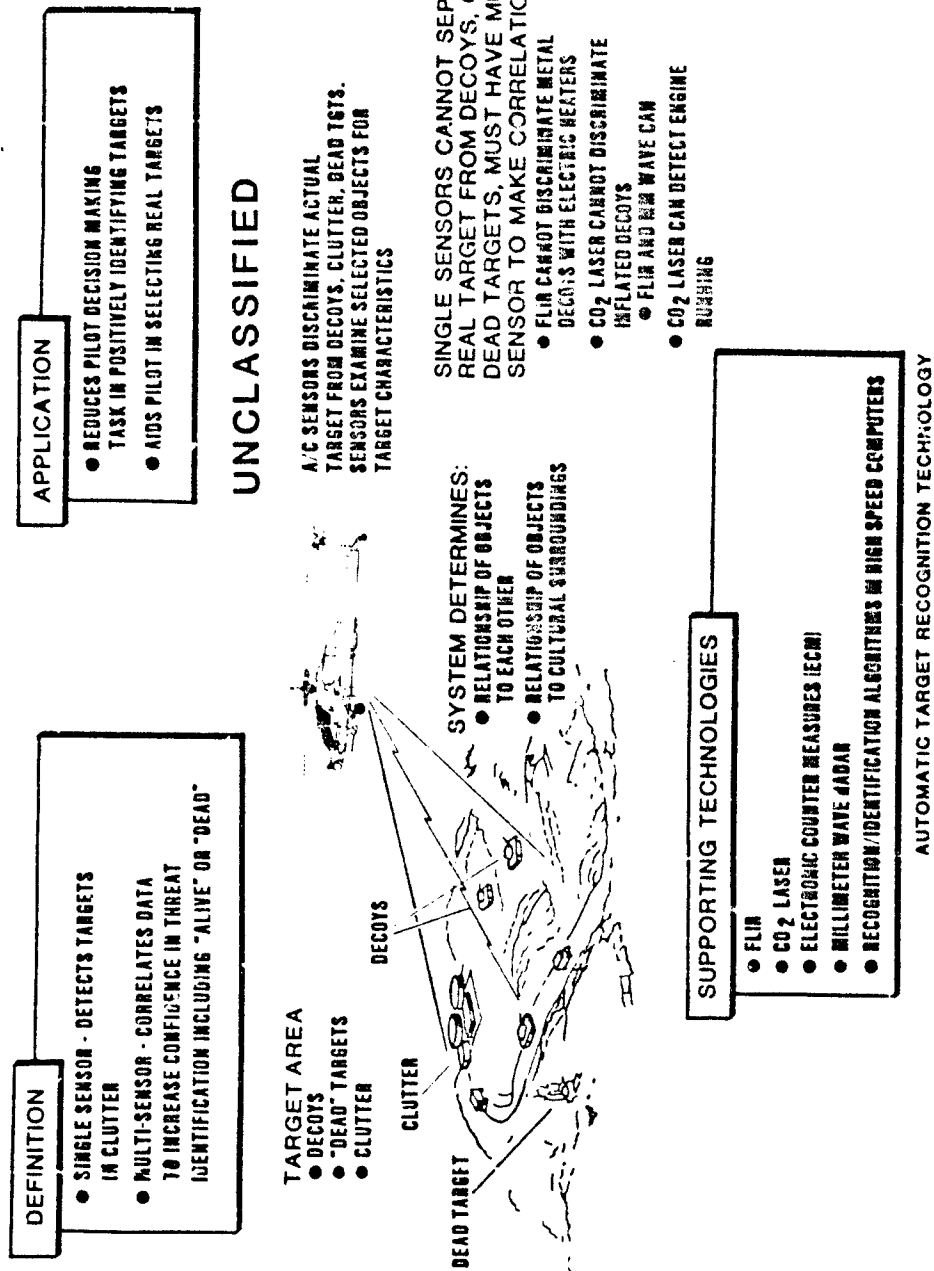 DEFINITION
● SINGLE SENSOR - DETECTS TARGETS
IN CLUTTER
● MULTI-SENSOR - CORRELATES DATA
TO INCREASE CONFIDENCE IN THREAT
IDENTIFICATION INCLUDING "ALIVE" OR "DEAD"
APPLICATION
● REDUCES PILOT DECISION MAKING
TASK IN POSITIVELY IDENTIFYING TARGETS
● AIDS PILOT IN SELECTING REAL TARGETS
UNCLASSIFIED
TARGET AREA
● DECOYS
● "DEAD" TARGETS
● CLUTTER
CLUTTER
DECOYS
DEAD TARGET
A/C SENSORS DISCRIMINATE ACTUAL
TARGET FROM DECOYS, CLUTTER, DEAD TGTS.
SENSORS EXAMINE SELECTED OBJECTS FOR
TARGET CHARACTERISTICS
SYSTEM DETERMINES:
● RELATIONSHIP OF OBJECTS
TO EACH OTHER
● RELATIONSHIP OF OBJECTS
TO CULTURAL SURROUNDINGS
SINGLE SENSORS CANNOT SEP
REAL TARGET FROM DECOYS,
DEAD TARGETS, MUST HAVE M
SENSOR TO MAKE CORRELATIO
● FLIR CANNOT DISCRIMINATE METAL
DECOYS WITH ELECTRIC HEATERS
● CO2 LASER CANNOT DISCRIMINATE
INFLATED DECOYS
● FLIR AND MM WAVE CAN
● CO2 LASER CAN DETECT ENGINE
RUNNING
SUPPORTING TECHNOLOGIES
● FLIR
● CO2 LASER
● ELECTRONIC COUNTER MEASURES (ECM)
● MILLIMETER WAVE RADAR
● RECOGNITION/IDENTIFICATION ALGORITHMS IN HIGH SPEED COMPUTERS
AUTOMATIC TARGET RECOGNITION TECHNOLOGY